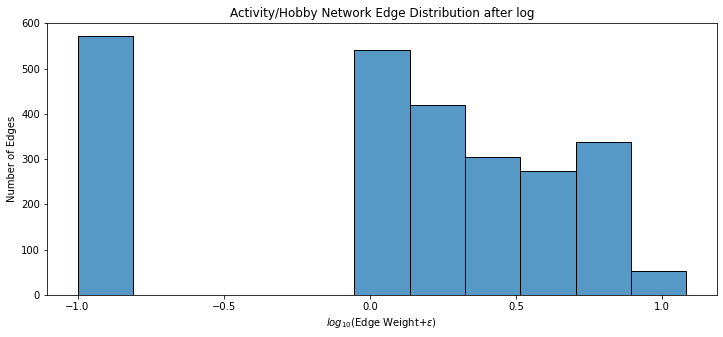 Activity/Hobby Network Edge Distribution after log
Number of Edges
600
500
400
300
200
100
0
−1.0 −0.5 0.0 0.5 1.0
log₁₀(Edge Weight+ε)